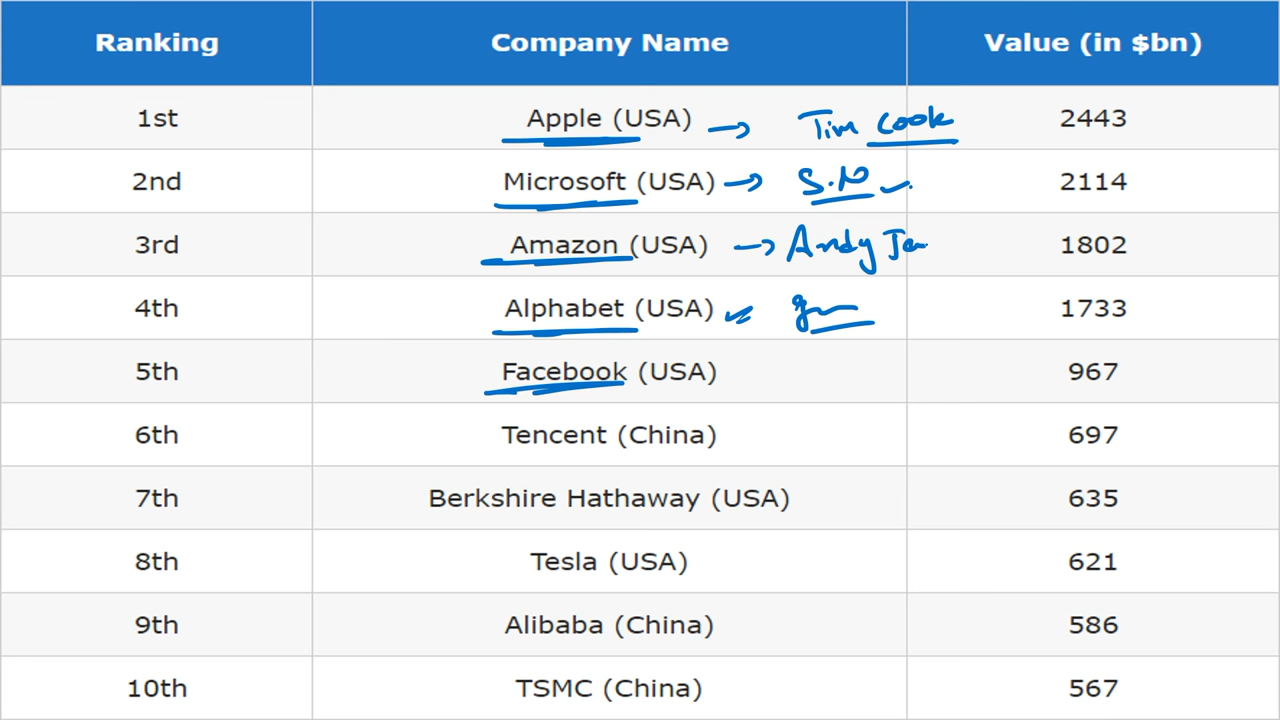 Ranking Company Name Value (in $bn)
1st Apple (USA) → Tim Cook 2443
2nd Microsoft (USA) → S.N 2114
3rd Amazon (USA) → Andy 1802
4th Alphabet (USA) 1733
5th Facebook (USA) 967
6th Tencent (China) 697
7th Berkshire Hathaway (USA) 635
8th Tesla (USA) 621
9th Alibaba (China) 586
10th TSMC (China) 567